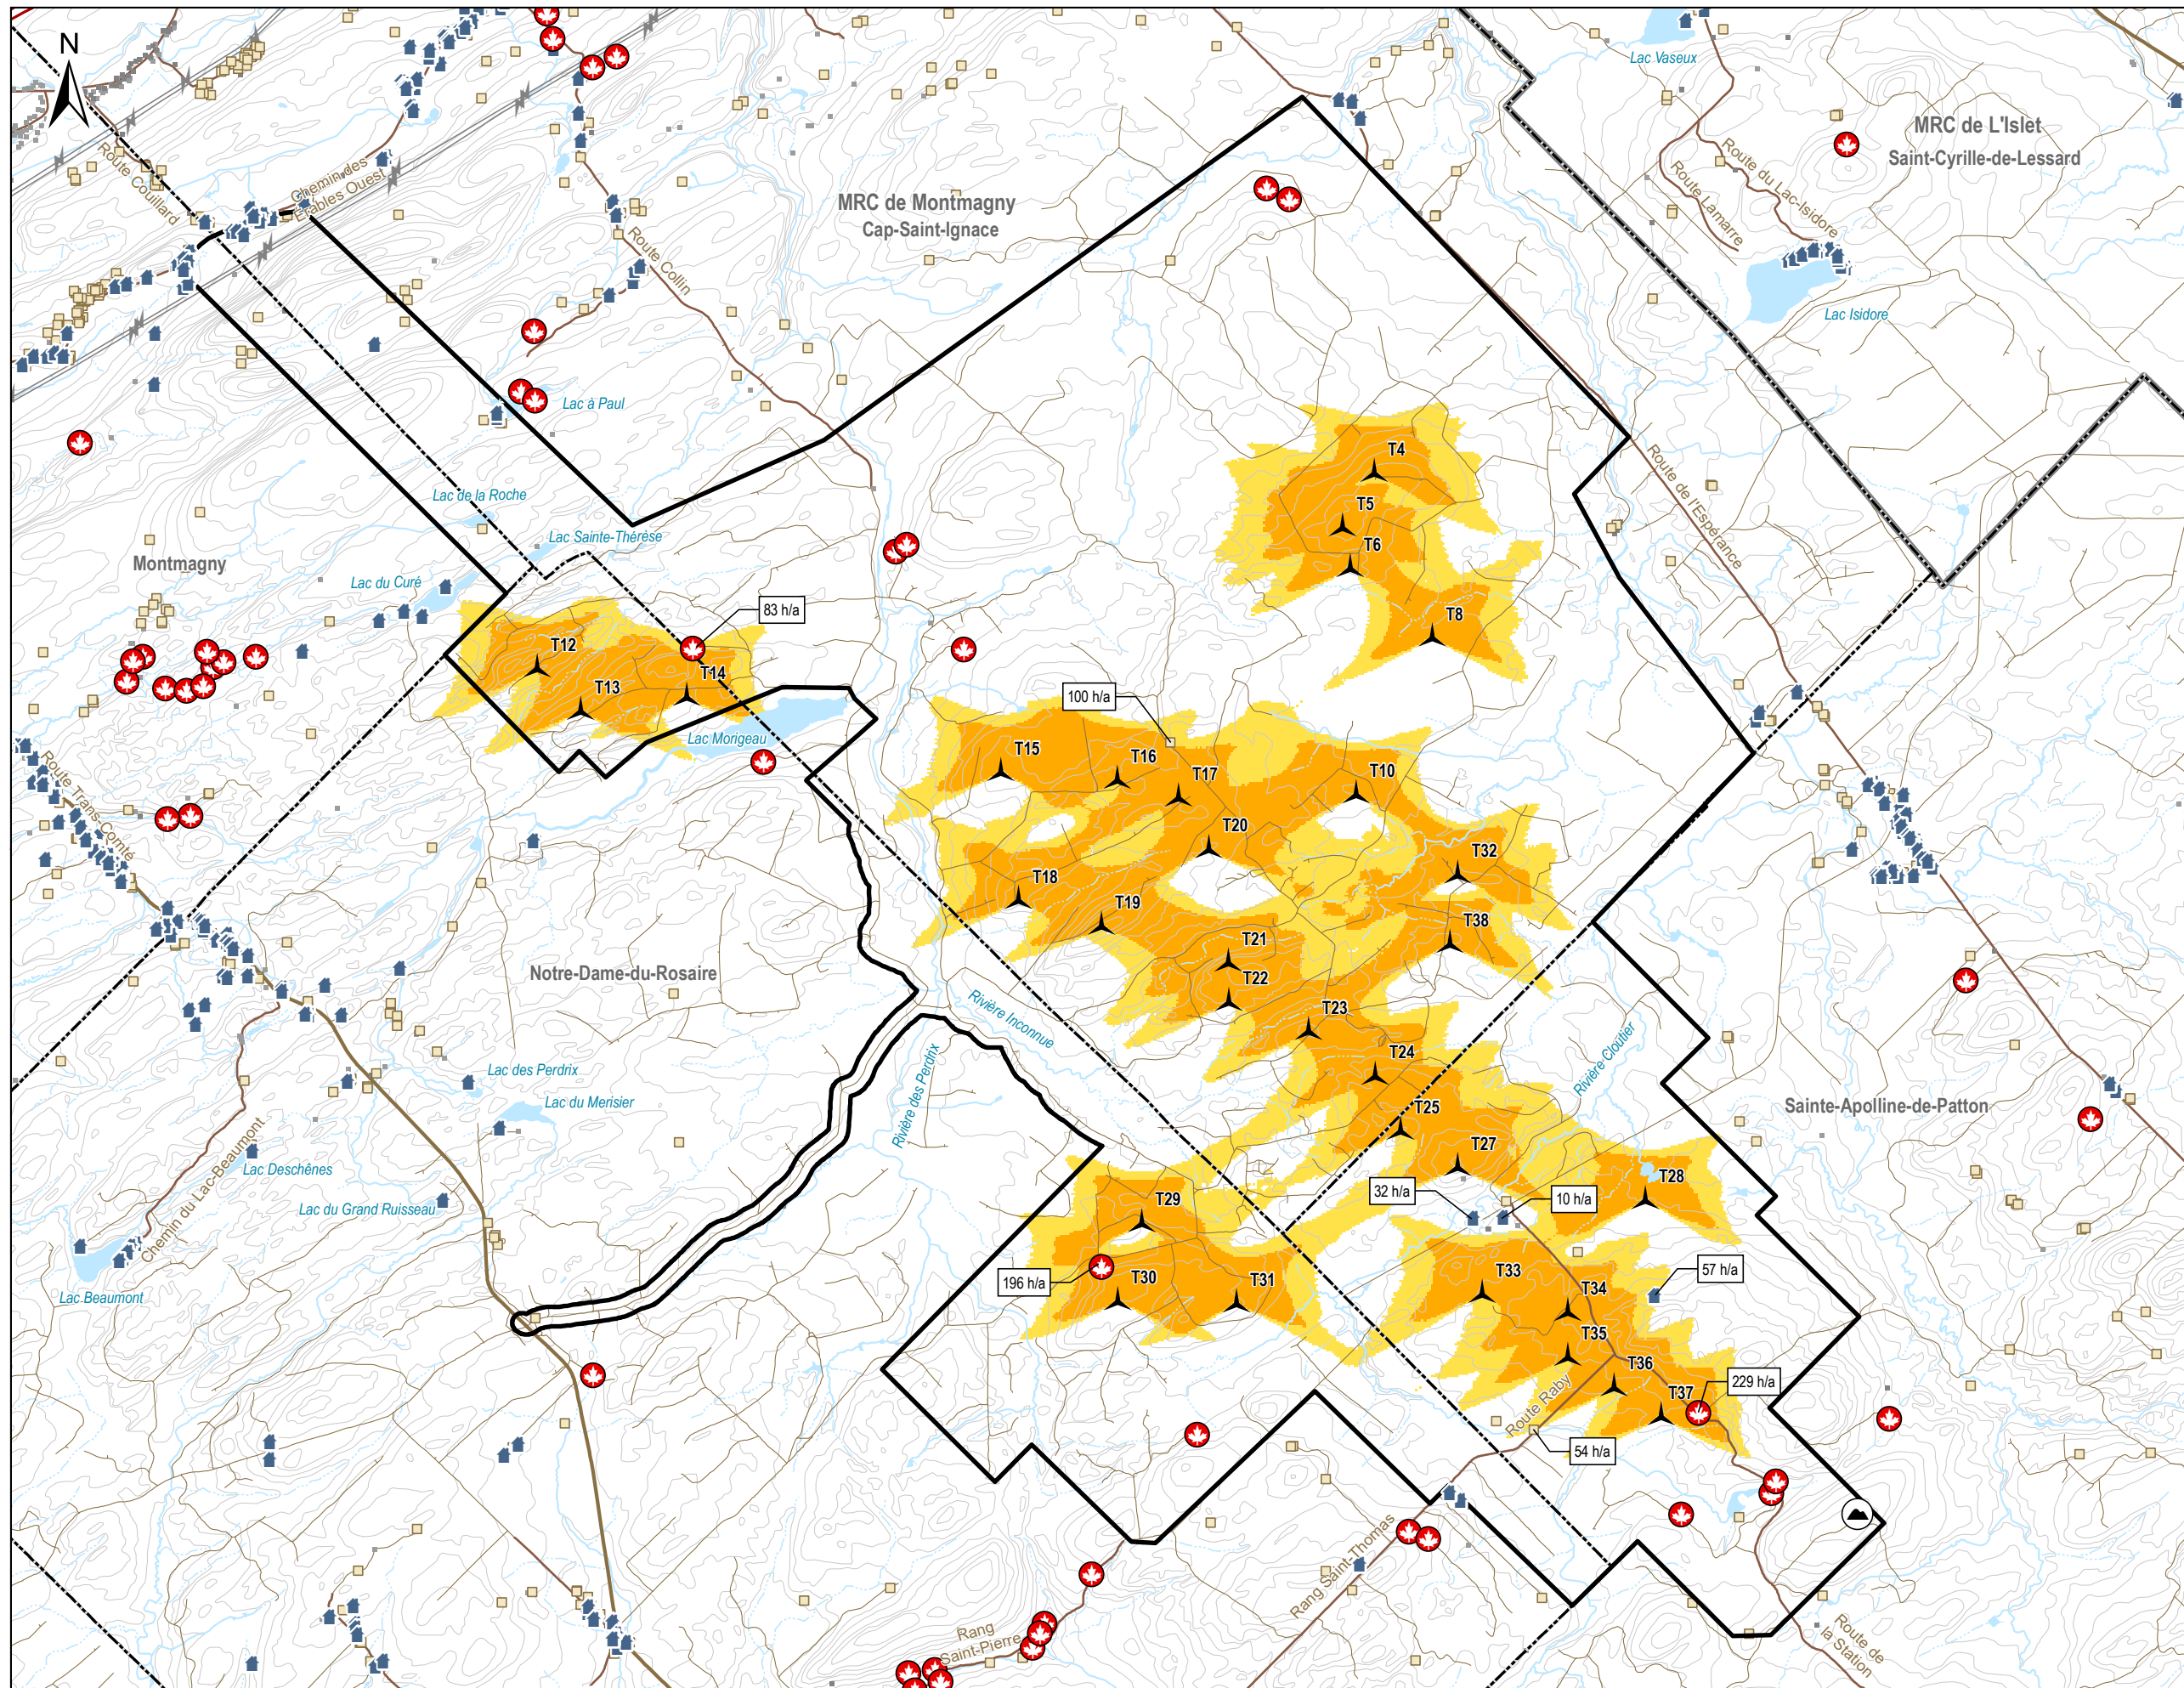 N
Lac Vaseux
MRC de L'Islet
Saint-Cyrille-de-Lessard
Route du Lac-Isidore
Route Lamarre
Lac Isidore
Route Couillard
Chemin des
Érables Ouest
MRC de Montmagny
Cap-Saint-Ignace
Route Collin
Lac à Paul
Lac de la Roche
Lac Sainte-Thérèse
Lac du Curé
Montmagny
Route de l'Espérance
T4
T5
T6
T8
83 h/a
T12
T13
T14
Lac Morigeau
100 h/a
T15
T16
T17
T10
T20
T32
T18
T19
T38
T21
T22
T23
T24
T25
T27
T28
Route Trans-Comté
Notre-Dame-du-Rosaire
Rivière Inconnue
Rivière des Perdrix
Rivière Cloutier
Sainte-Apolline-de-Patton
Lac des Perdrix
Lac du Merisier
Lac Deschênes
Lac du Grand Ruisseau
Chemin du Lac-Beaumont
Lac Beaumont
32 h/a
10 h/a
T29
196 h/a
T30
T31
T33
T34
57 h/a
T35
T36
T37
229 h/a
Route Raby
54 h/a
Rang Saint-Thomas
Rang
Saint-Pierre
Route de
la Station